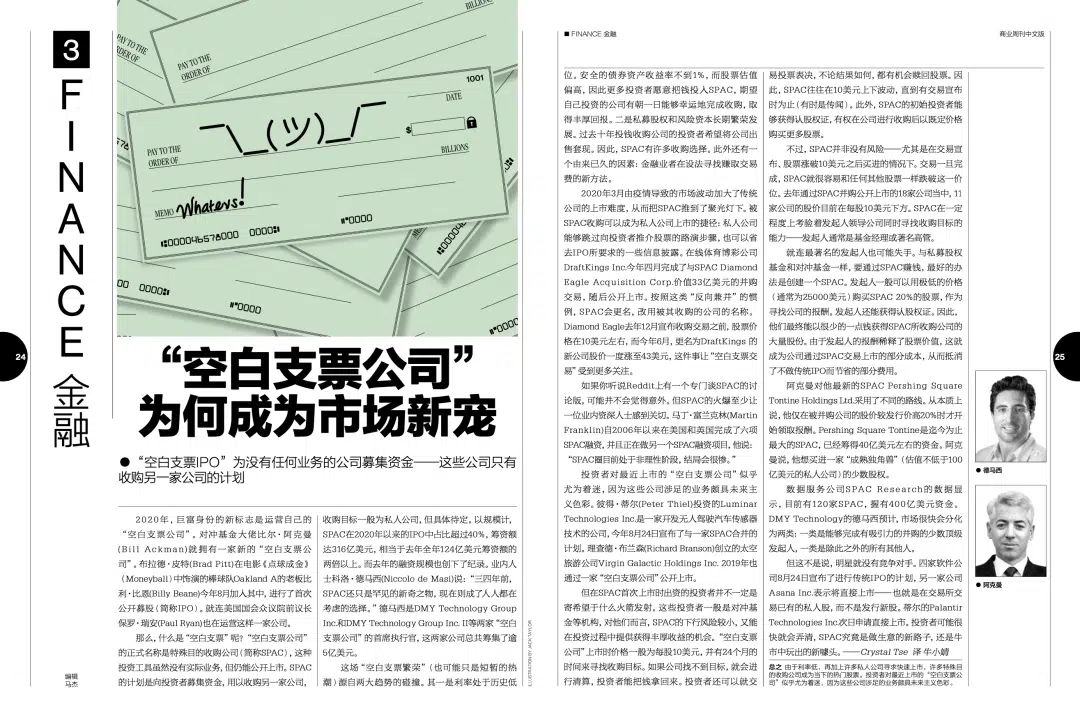 3
FINANCE 金融
24
编辑
马杰
PAY TO THE
ORDER OF
BILLIONS
1001
DATE
PAY TO THE
ORDER OF
¯\_(ツ)_/¯
$
BILLIONS
MEMO Whatevs!
"空白支票公司"
为何成为市场新宠
● "空白支票IPO"为没有任何业务的公司募集资金——这些公司只有
收购另一家公司的计划
2020年，巨富身份的新标志是运营自己的
"空白支票公司"。对冲基金大佬比尔·阿克曼
(Bill Ackman)就拥有一家新的"空白支票公
司"。布拉德·皮特(Brad Pitt)在电影《点球成金》
(Moneyball)中饰演的棒球队Oakland A的老板比
利·比恩(Billy Beane)今年8月加入其中，进行了首次
公开募股（简称IPO）。就连美国国会众议院前议长
保罗·瑞安(Paul Ryan)也在运营这样一家公司。
那么，什么是"空白支票"呢？"空白支票公司"
的正式名称是特殊目的收购公司（简称SPAC），这种
投资工具虽然没有实际业务，但仍能公开上市。SPAC
的计划是向投资者募集资金，用以收购另一家公司，
收购目标一般为私人公司，但具体待定。以规模计，
SPAC在2020年以来的IPO中占比超过40%，筹资额
达316亿美元，相当于去年全年124亿美元筹资额的
两倍以上。而去年的融资规模也创下了纪录。业内人
士科洛·德马西(Niccolo de Masi)说："三四年前，
SPAC还只是罕见的新奇之物，现在则成了人人都在
考虑的选择。"德马西是DMY Technology Group
Inc.和DMY Technology Group Inc. II等两家"空白
支票公司"的首席执行官，这两家公司总共筹集了逾
5亿美元。
这场"空白支票繁荣"（也可能只是短暂的热
潮）源自两大趋势的碰撞。其一是利率处于历史低
ILLUSTRATION BY JACK TAYLOR
■ FINANCE 金融
商业周刊中文版
位。安全的债券资产收益率不到1%，而股票估值
偏高，因此更多投资者愿意把钱投入SPAC，期望
自己投资的公司有朝一日能够幸运地完成收购，取
得丰厚回报。二是私募股权和风险资本长期繁荣发
展。过去十年投钱收购公司的投资者希望将公司出
售套现。因此，SPAC有许多收购选择。此外还有一
个由来已久的因素：金融业者在设法寻找赚取交易
费的新方法。
2020年3月由疫情导致的市场波动加大了传统
公司的上市难度，从而把SPAC推到了聚光灯下。被
SPAC收购可以成为私人公司上市的捷径：私人公司
能够跳过向投资者推介股票的路演步骤，也可以省
去IPO所要求的一些信息披露。在线体育博彩公司
DraftKings Inc.今年四月完成了与SPAC Diamond
Eagle Acquisition Corp.价值33亿美元的并购
交易，随后公开上市。按照这类"反向兼并"的惯
例，SPAC会更名，改用被其收购的公司的名称。
Diamond Eagle去年12月宣布收购交易之前，股票价
格在10美元左右，而今年6月，更名为DraftKings 的
新公司股价一度涨至43美元。这件事让"空白支票交
易"受到更多关注。
如果你听说Reddit上有一个专门谈SPAC的讨
论版，可能并不会觉得意外。但SPAC的火爆至少让
一位业内资深人士感到关切。马丁·富兰克林(Martin
Franklin)自2006年以来在美国和英国完成了六项
SPAC融资，并且正在做另一个SPAC融资项目，他说：
"SPAC圈目前处于非理性阶段，结局会很惨。"
投资者对最近上市的"空白支票公司"似乎
尤为着迷，因为这些公司涉足的业务颇具未来主
义色彩。彼得·蒂尔(Peter Thiel)投资的Luminar
Technologies Inc.是一家开发无人驾驶汽车传感器
技术的公司，今年8月24日宣布了与一家SPAC合并的
计划。理查德·布兰森(Richard Branson)创立的太空
旅游公司Virgin Galactic Holdings Inc. 2019年也
通过一家"空白支票公司"公开上市。
但在SPAC首次上市时出资的投资者并不一定是
寄希望于什么火箭发射。这些投资者一般是对冲基
金等机构，对他们而言，SPAC的下行风险较小，又能
在投资过程中提供获得丰厚收益的机会。"空白支票
公司"上市时价格一般为每股10美元，并有24个月的
时间来寻找收购目标。如果公司找不到目标，就会进
行清算，投资者能把钱拿回来。投资者还可以就交
易投票表决，不论结果如何，都有机会赎回股票。因
此，SPAC往往在10美元上下波动，直到有交易宣布
时为止（有时是传闻）。此外，SPAC的初始投资者能
够获得认股权证，有权在公司进行收购后以既定价格
购买更多股票。
不过，SPAC并非没有风险——尤其是在交易宣
布、股票涨破10美元之后买进的情况下。交易一旦完
成，SPAC就很容易和任何其他股票一样跌破这一价
位。去年通过SPAC并购公开上市的18家公司当中，11
家公司的股价目前在每股10美元下方。SPAC在一定
程度上考验着发起人领导公司同时寻找收购目标的
能力——发起人通常是基金经理或著名高管。
就连最著名的发起人也可能失手。与私募股权
基金和对冲基金一样，要通过SPAC赚钱，最好的办
法是创建一个SPAC。发起人一般可以用极低的价格
（通常为25000美元）购买SPAC 20%的股票，作为
寻找公司的报酬。发起人还能获得认股权证。因此，
他们最终能以很少的一点钱获得SPAC所收购公司的
大量股份。由于发起人的报酬稀释了股票价值，这就
成为公司通过SPAC交易上市的部分成本，从而抵消
了不做传统IPO而节省的部分费用。
阿克曼对他最新的SPAC Pershing Square
Tontine Holdings Ltd.采用了不同的路线。从本质上
说，他仅在被并购公司的股价较发行价高20%时才开
始领取报酬。Pershing Square Tontine是迄今为止
最大的SPAC，已经筹得40亿美元左右的资金。阿克
曼说，他想买进一家"成熟独角兽"（估值不低于100
亿美元的私人公司）的少数股权。
数据服务公司SPAC Research的数据显
示，目前有120家SPAC，握有400亿美元资金。
DMY Technology的德马西预计，市场很快会分化
为两类：一类是能够完成有吸引力的并购的少数顶级
发起人，一类是除此之外的所有其他人。
但这不是说，明星就没有竞争对手。四家软件公
司8月24日宣布了进行传统IPO的计划，另一家公司
Asana Inc.表示将直接上市——也就是在交易所交
易已有的私人股，而不是发行新股。蒂尔的Palantir
Technologies Inc.次日申请直接上市。投资者可能很
快就会弄清，SPAC究竟是做生意的新路子，还是牛
市中玩出的新噱头。——Crystal Tse 译 牛小婧
总之 由于利率低、再加上许多私人公司寻求快速上市，许多特殊目
的收购公司成为当下的热门股票。投资者对最近上市的"空白支票公
司"似乎尤为着迷，因为这些公司涉足未来主义色彩。
● 德马西
● 阿克曼
25